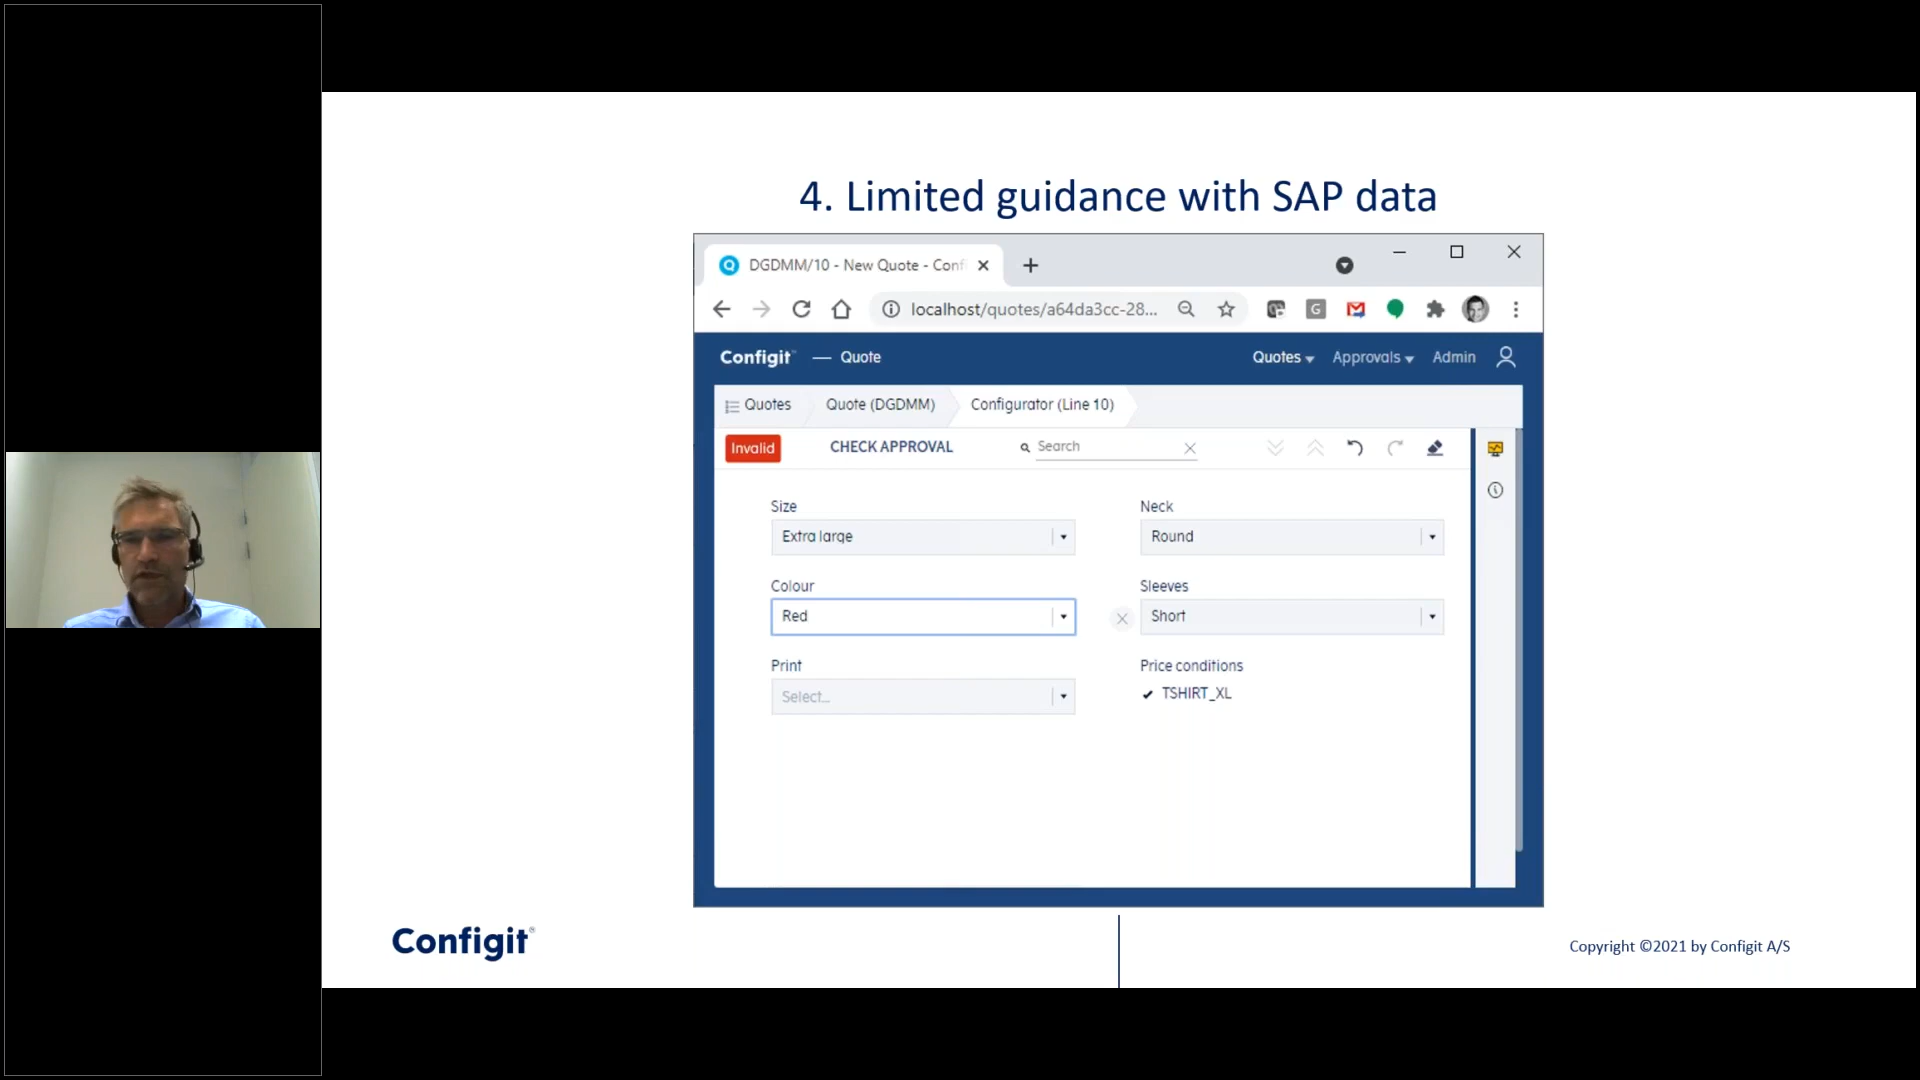 4. Limited guidance with SAP data
DGDMM/10 - New Quote - Conf
localhost/quotes/a64da3cc-28...
G
Configit — Quote
Quotes Approvals Admin
Quotes Quote (DGDMM) Configurator (Line 10)
Invalid CHECK APPROVAL Search
Size
Extra large
Neck
Round
Colour
Red
Sleeves
Short
Print
Select...
Price conditions
TSHIRT_XL
Configit®
Copyright ©2021 by Configit A/S